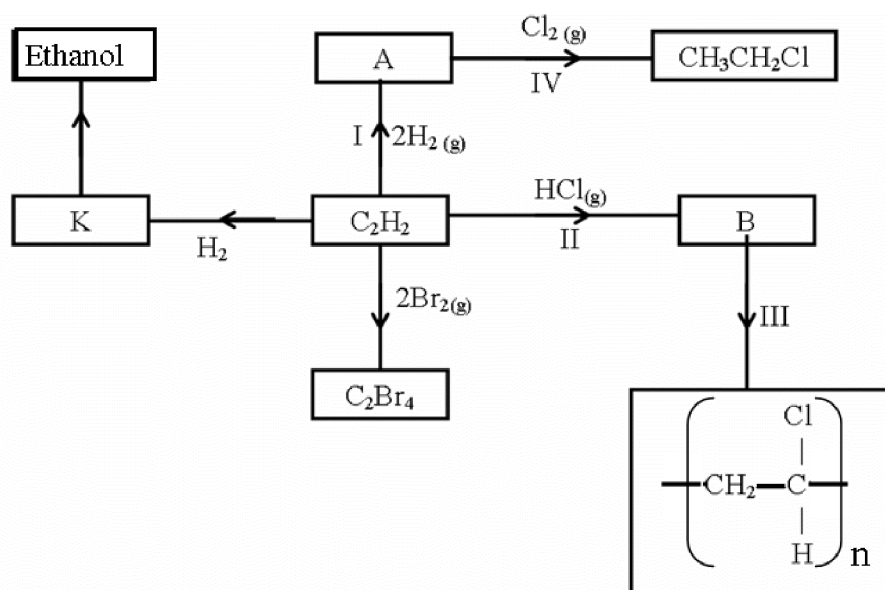 Ethanol
A
Cl₂ (g)
IV
CH₃CH₂Cl
I
2H₂ (g)
K
H₂
C₂H₂
HCl(g)
II
B
2Br₂(g)
III
C₂Br₄
Cl
CH₂ C
H
n